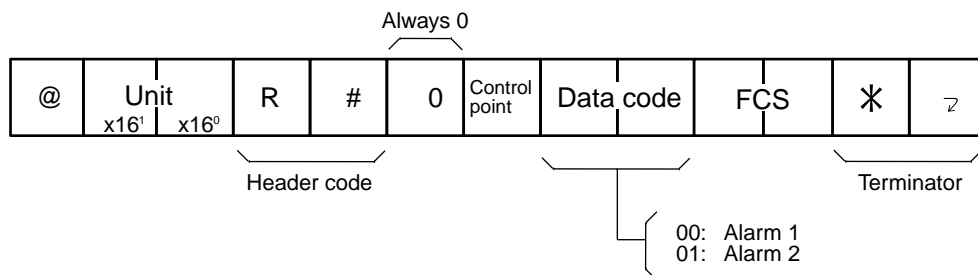 Always 0
@ Unit x16¹ x16⁰ R # 0 Control point Data code FCS * ↵
Header code
Terminator
00: Alarm 1
01: Alarm 2